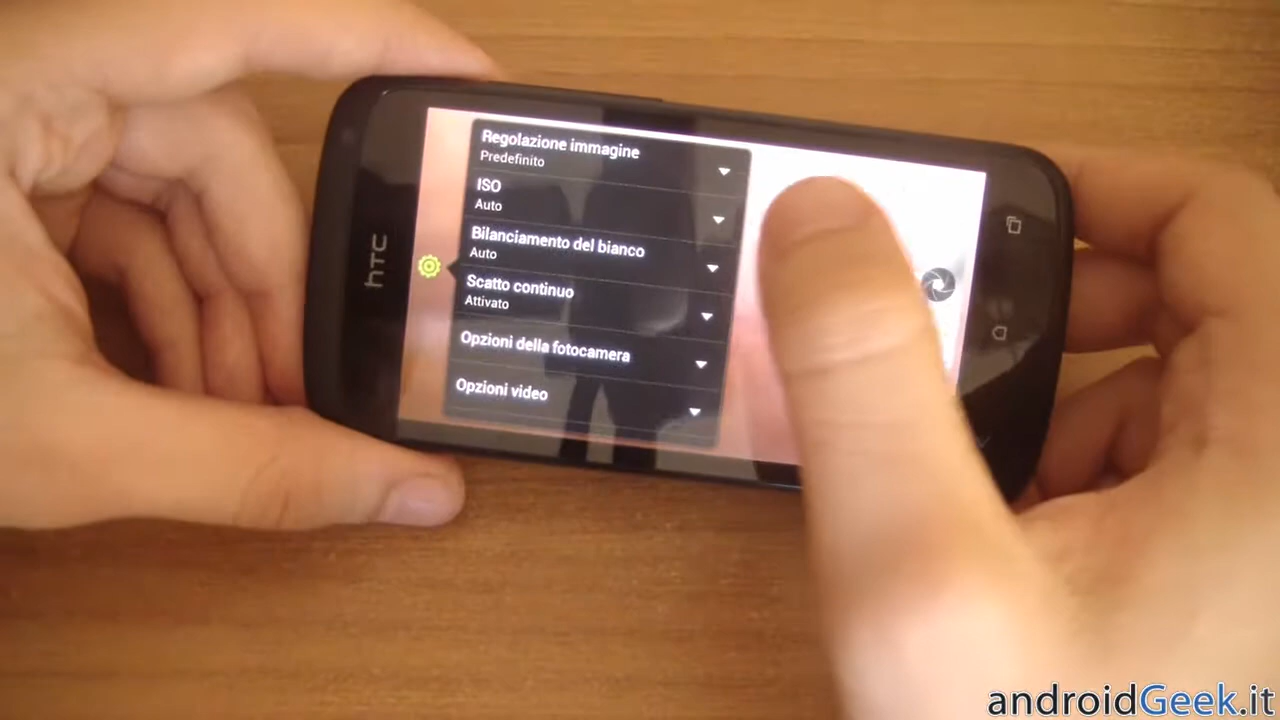 hTC
Regolazione immagine
Predefinito
ISO
Auto
Bilanciamento del bianco
Auto
Scatto continuo
Attivato
Opzioni della fotocamera
Opzioni video
androidGeek.it